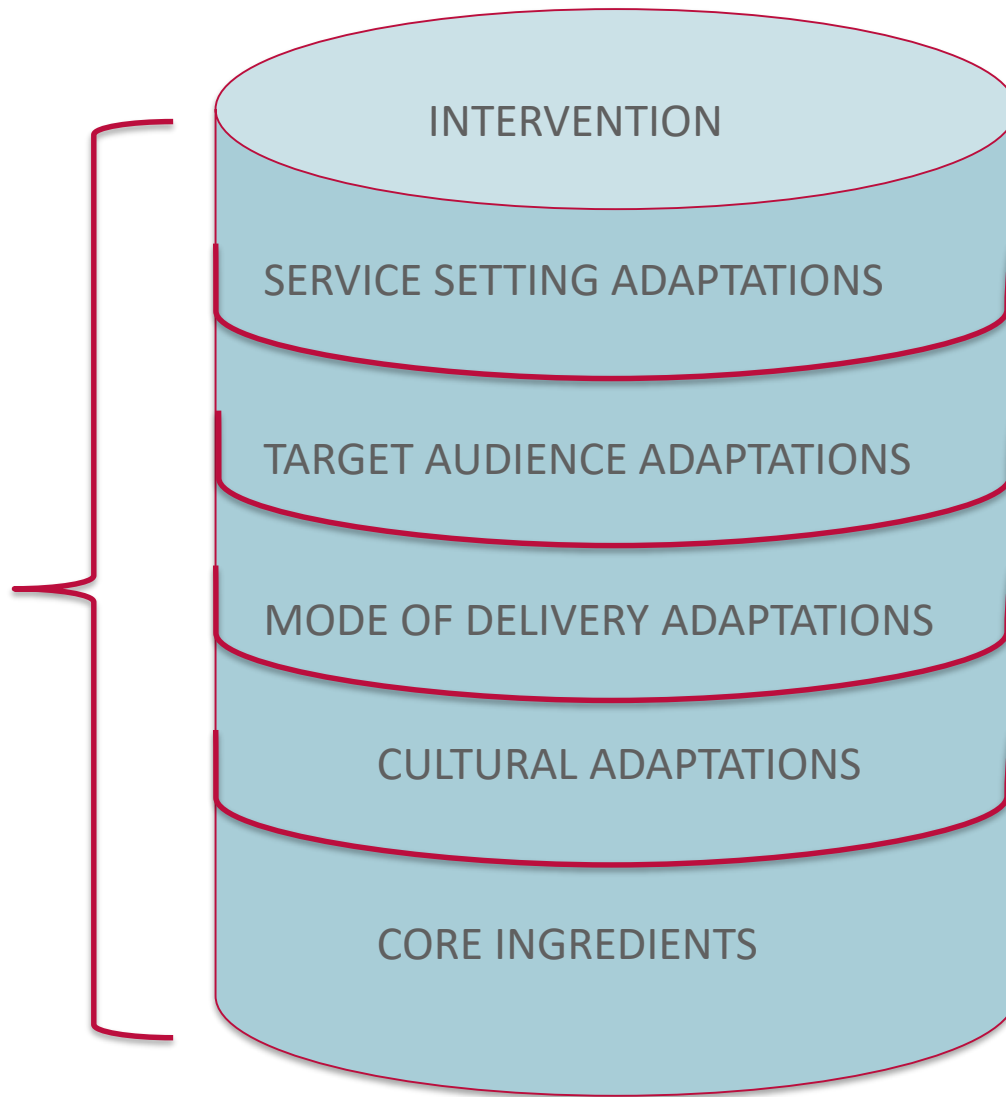 INTERVENTION
SERVICE SETTING ADAPTATIONS
TARGET AUDIENCE ADAPTATIONS
MODE OF DELIVERY ADAPTATIONS
CULTURAL ADAPTATIONS
CORE INGREDIENTS